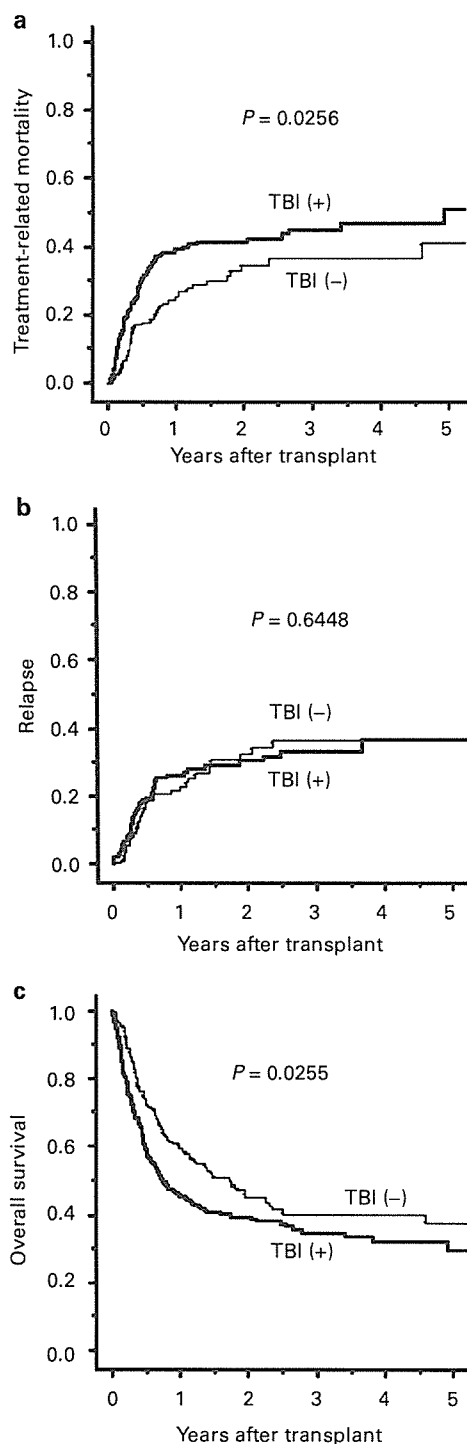 a
1.0
0.8
0.6
0.4
0.2
0.0
Treatment-related mortality
P = 0.0256
TBI (+)
TBI (–)
0 1 2 3 4 5
Years after transplant
b
1.0
0.8
0.6
0.4
0.2
0.0
Relapse
P = 0.6448
TBI (–)
TBI (+)
0 1 2 3 4 5
Years after transplant
c
1.0
0.8
0.6
0.4
0.2
0.0
Overall survival
P = 0.0255
TBI (–)
TBI (+)
0 1 2 3 4 5
Years after transplant